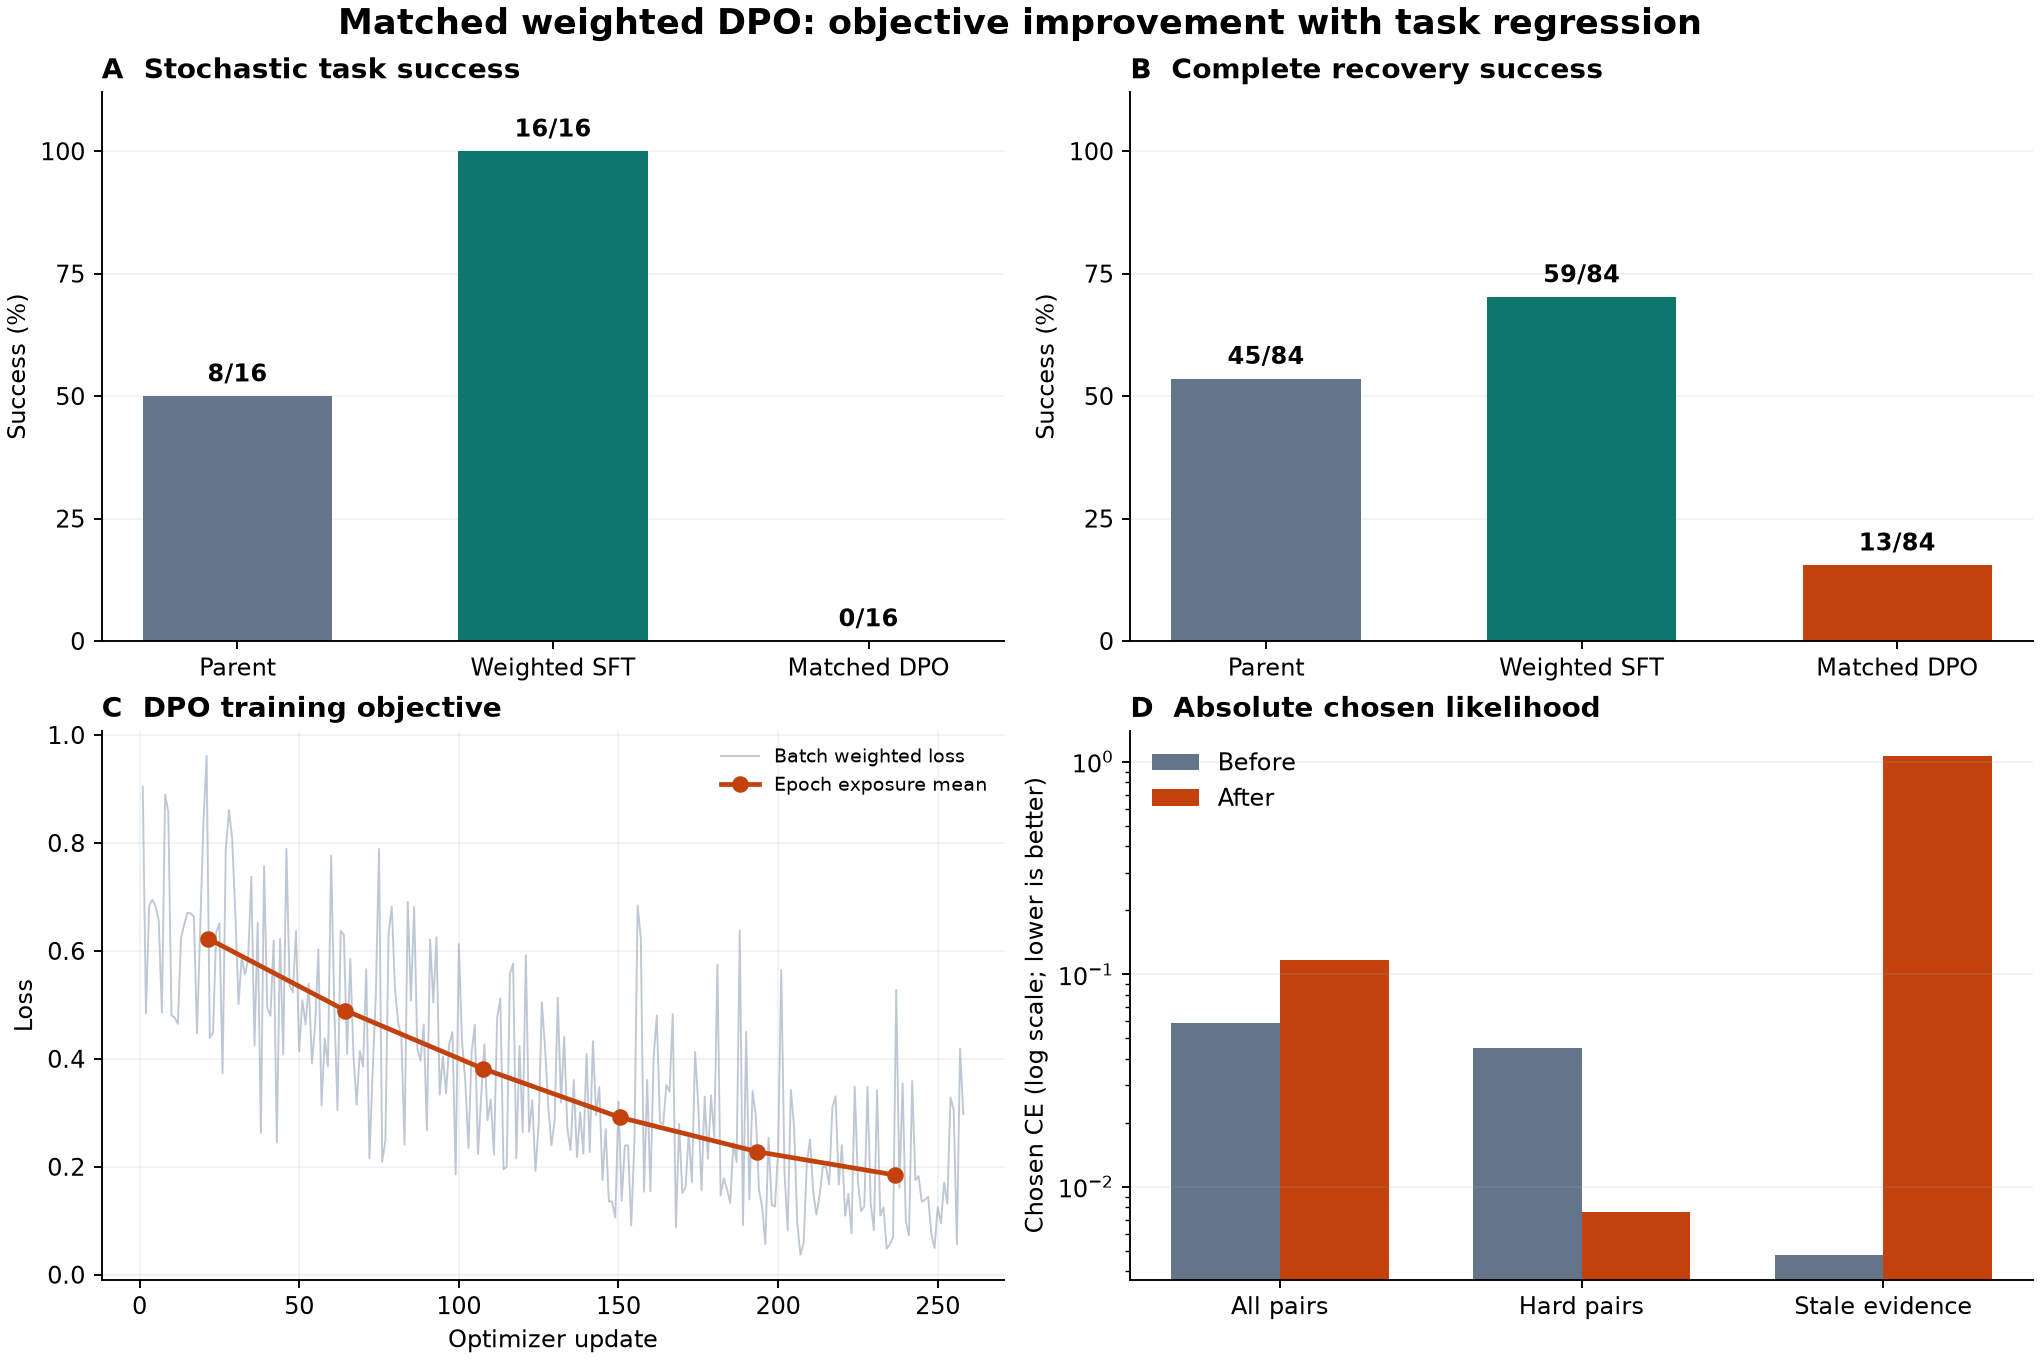 Matched weighted DPO: objective improvement with task regression
A Stochastic task success
Success (%)
100
75
50
25
0
8/16
16/16
0/16
Parent
Weighted SFT
Matched DPO
B Complete recovery success
Success (%)
100
75
50
25
0
45/84
59/84
13/84
Parent
Weighted SFT
Matched DPO
C DPO training objective
Loss
1.0
0.8
0.6
0.4
0.2
0.0
Batch weighted loss
Epoch exposure mean
0
50
100
150
200
250
Optimizer update
D Absolute chosen likelihood
Chosen CE (log scale; lower is better)
10⁰
10⁻¹
10⁻²
Before
After
All pairs
Hard pairs
Stale evidence